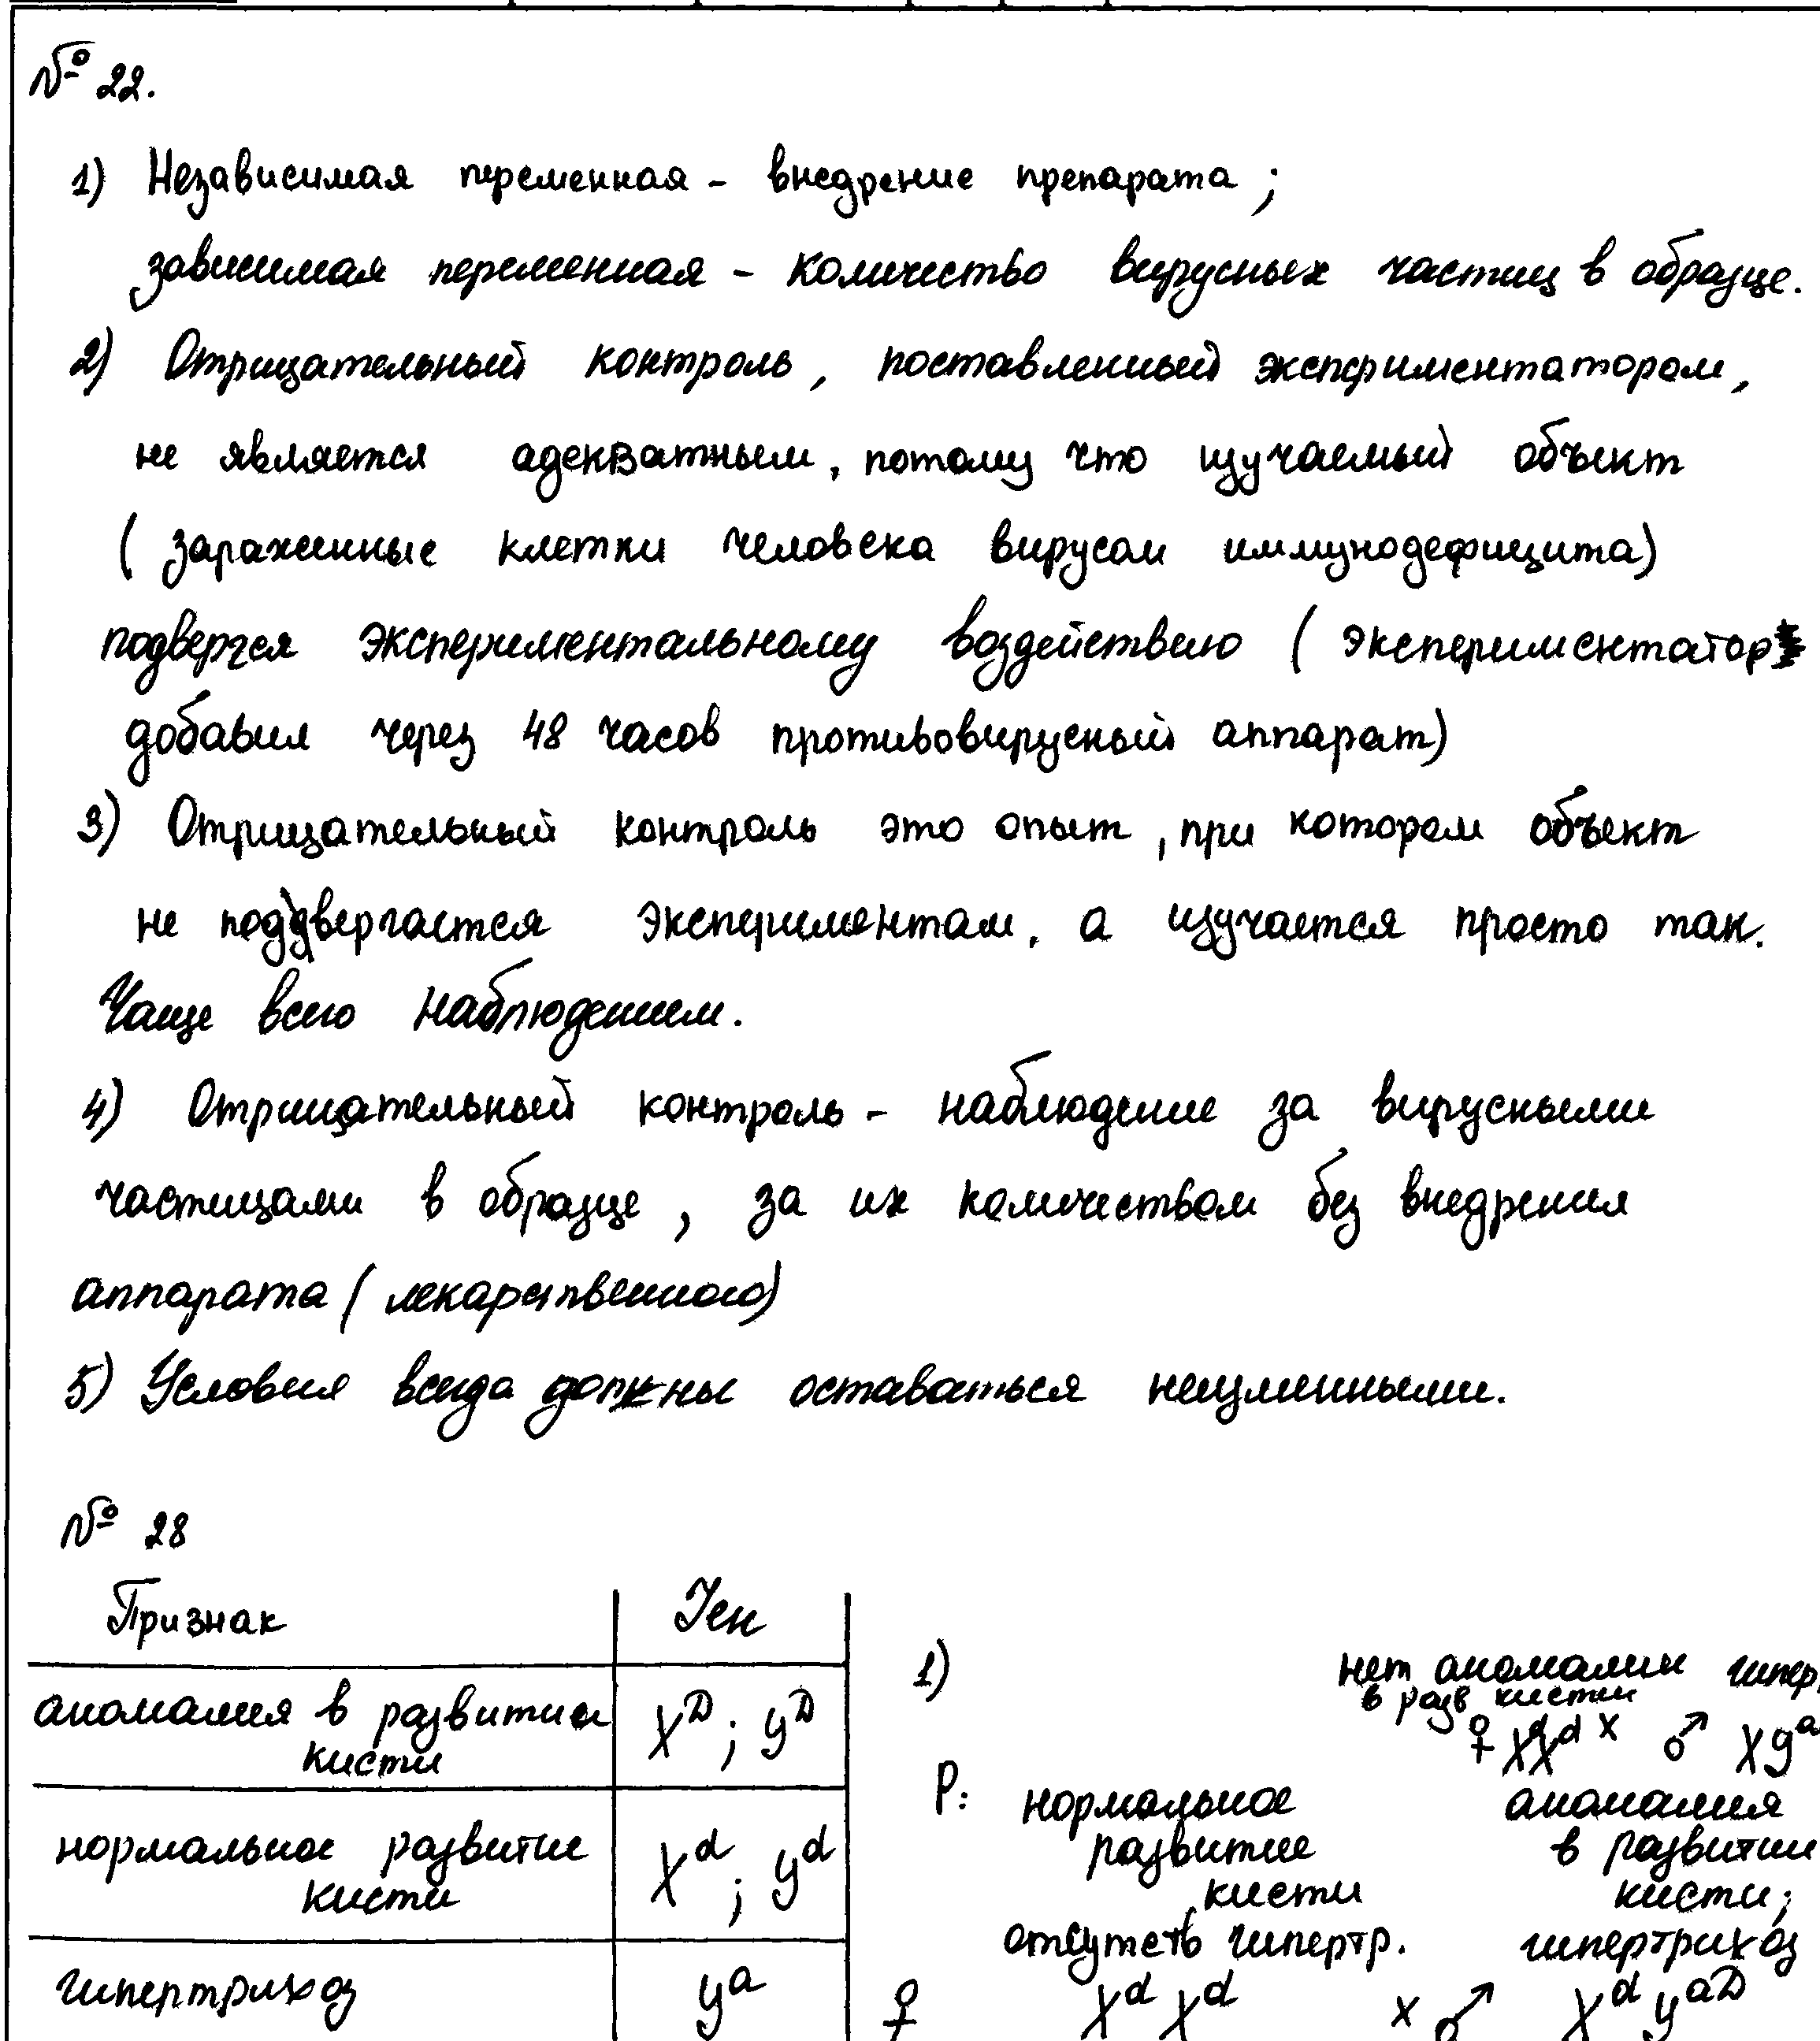 № 22.
1) Независимая переменная - внедрение препарата ;
зависимая переменная - количество вирусных частиц в образце.
2) Отрицательный контроль, поставленный экспериментатором,
не является адекватным, потому что изучаемый объект
( зараженные клетки человека вирусом иммунодефицита)
подвергся экспериментальному воздействию ( экспериментатор
добавил через 48 часов противовирусный аппарат)
3) Отрицательный контроль это опыт, при котором объект
не поддвергается экспериментам, а изучается просто так.
Чаще всего наблюдением.
4) Отрицательный контроль - наблюдение за вирусными
частицами в образце, за их количеством без внедрения
аппарата ( лекарственного)
5) Условия всегда должны оставаться неизменными.
№ 28
Признак Ген
аномалия в развитии кисти X^D ; Y^D
нормальное развитие кисти X^d ; Y^d
гипертрихоз Y^a
1)
нет аномалии гипер
в разв кисти
♀ XX^d x ♂ XY^a
P: нормальное аномалия
развитие в развитии
кисти кисти;
отсутств гипертр. гипертрихоз
♀ X^d X^d x ♂ X^d Y^aD